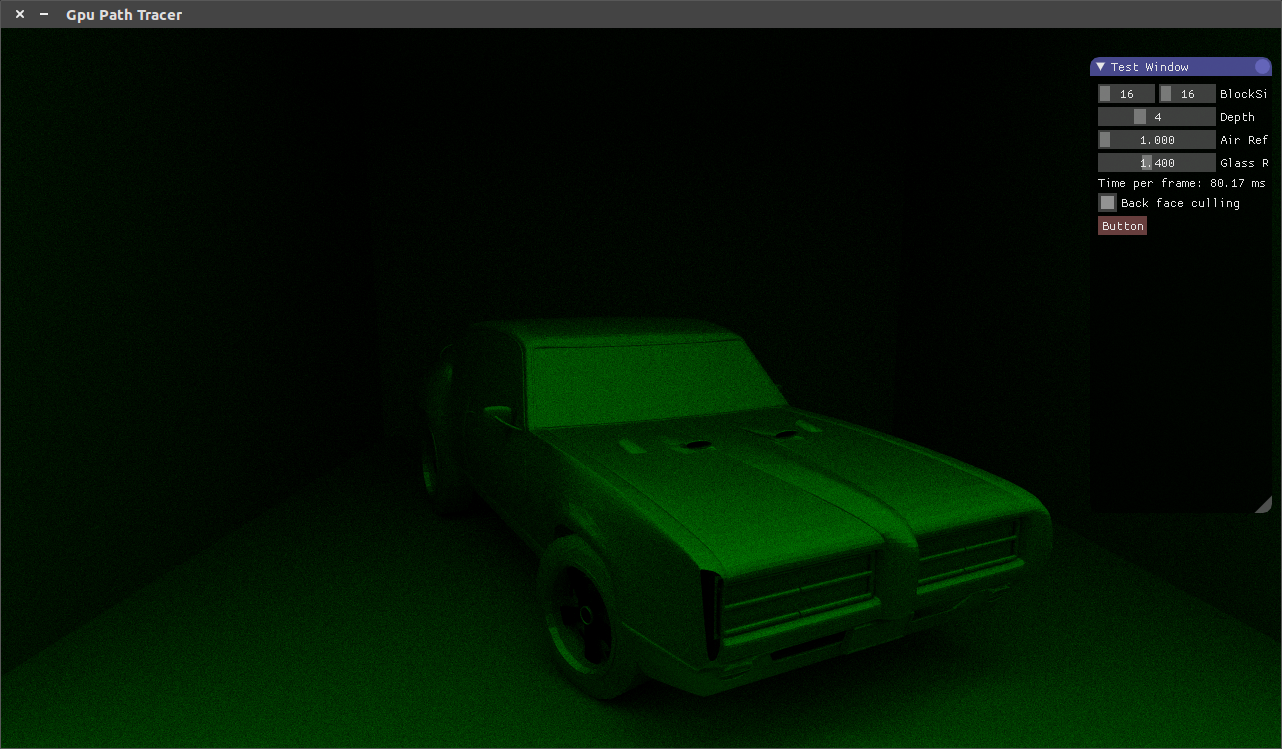 Gpu Path Tracer
Test Window
16 16 BlockSi
4 Depth
1.000 Air Ref
1.400 Glass R
Time per frame: 80.17 ms
Back face culling
Button